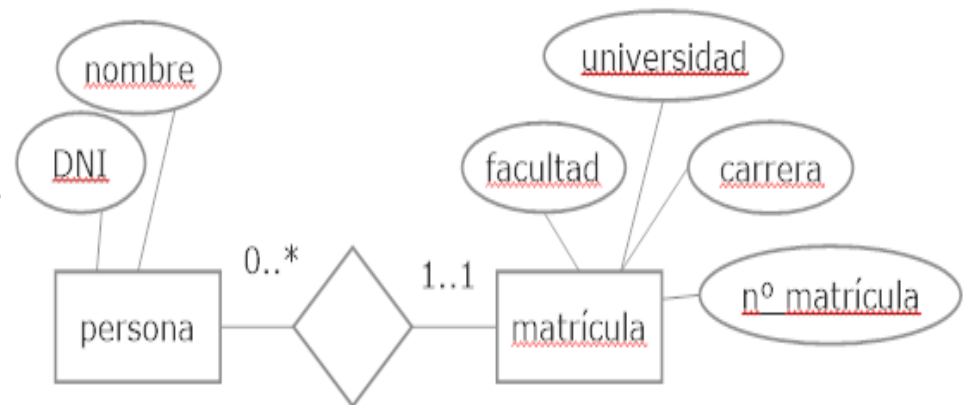 nombre
universidad
DNI
facultad
carrera
0..*
1..1
nº matrícula
persona
matrícula